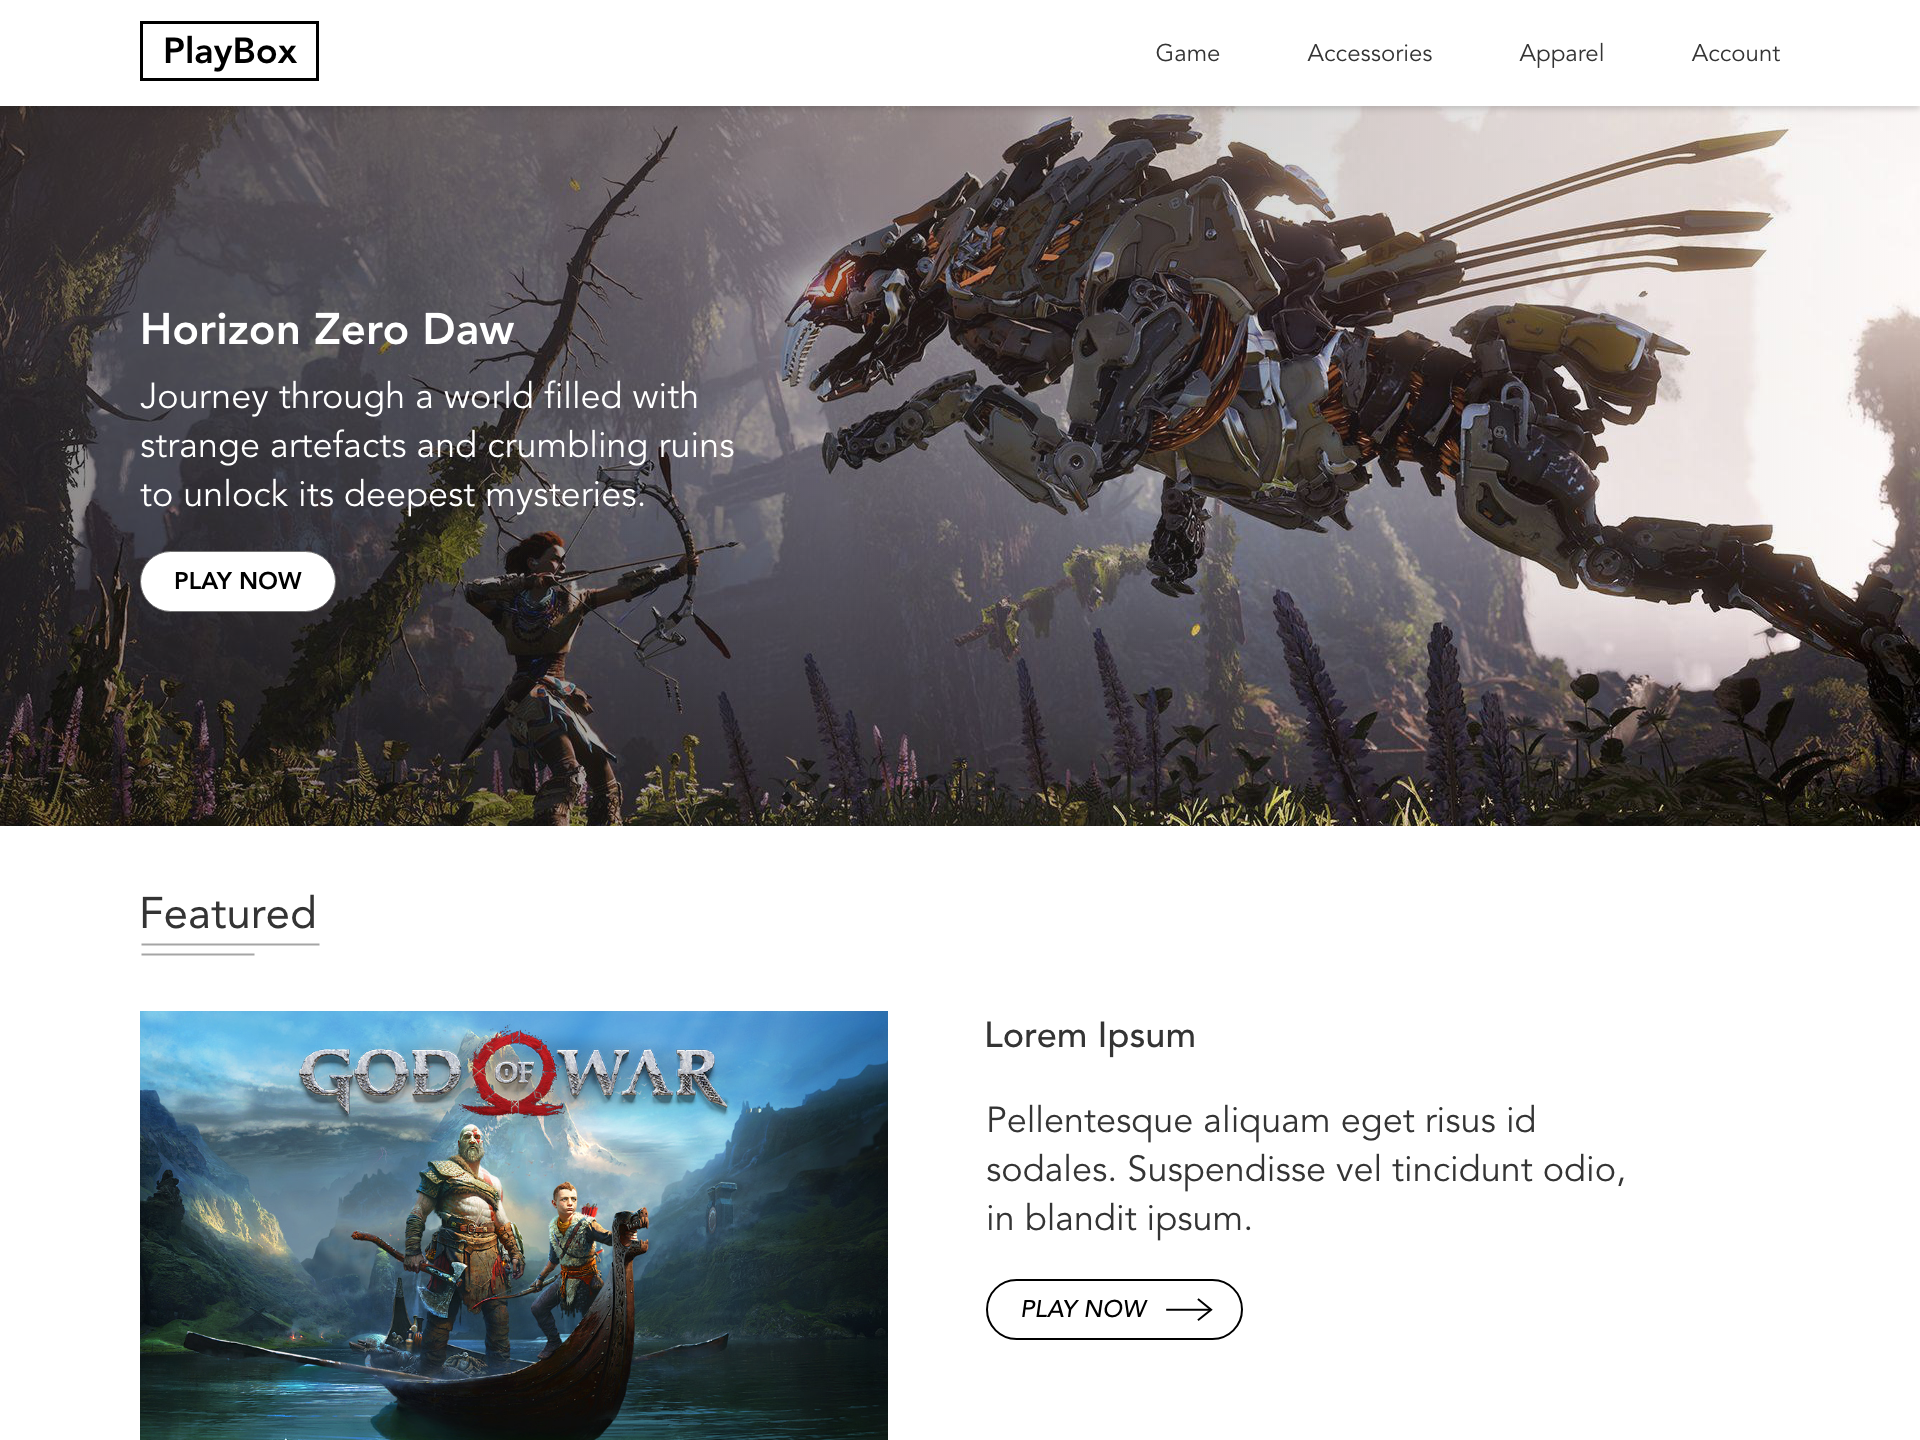 PlayBox
Game
Accessories
Apparel
Account
Horizon Zero Daw
Journey through a world filled with
strange artefacts and crumbling ruins
to unlock its deepest mysteries.
PLAY NOW
Featured
GOD OF WAR
Lorem Ipsum
Pellentesque aliquam eget risus id
sodales. Suspendisse vel tincidunt odio,
in blandit ipsum.
PLAY NOW